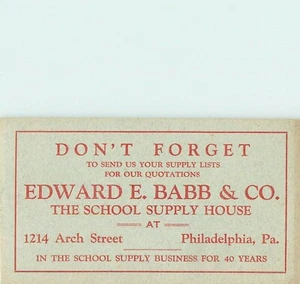 DON'T FORGET
TO SEND US YOUR SUPPLY LISTS
FOR OUR QUOTATIONS
EDWARD E. BABB & CO.
THE SCHOOL SUPPLY HOUSE
AT
1214 Arch Street Philadelphia, Pa.
IN THE SCHOOL SUPPLY BUSINESS FOR 40 YEARS